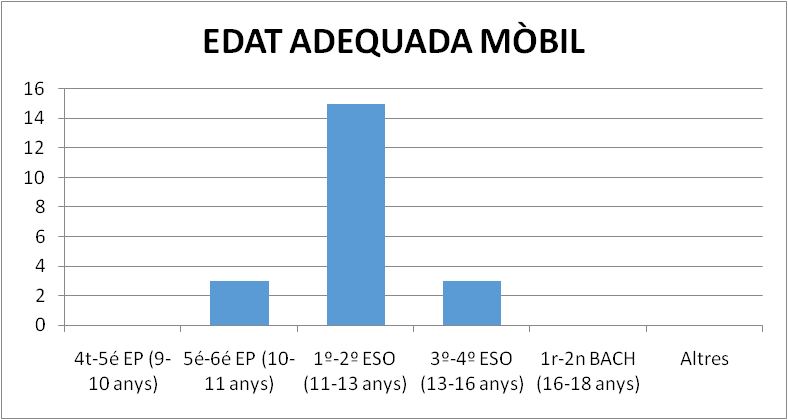 EDAT ADEQUADA MÒBIL
16
14
12
10
8
6
4
2
0
4t-5é EP (9-
10 anys)
5é-6é EP (10-
11 anys)
1º-2º ESO
(11-13 anys)
3º-4º ESO
(13-16 anys)
1r-2n BACH
(16-18 anys)
Altres